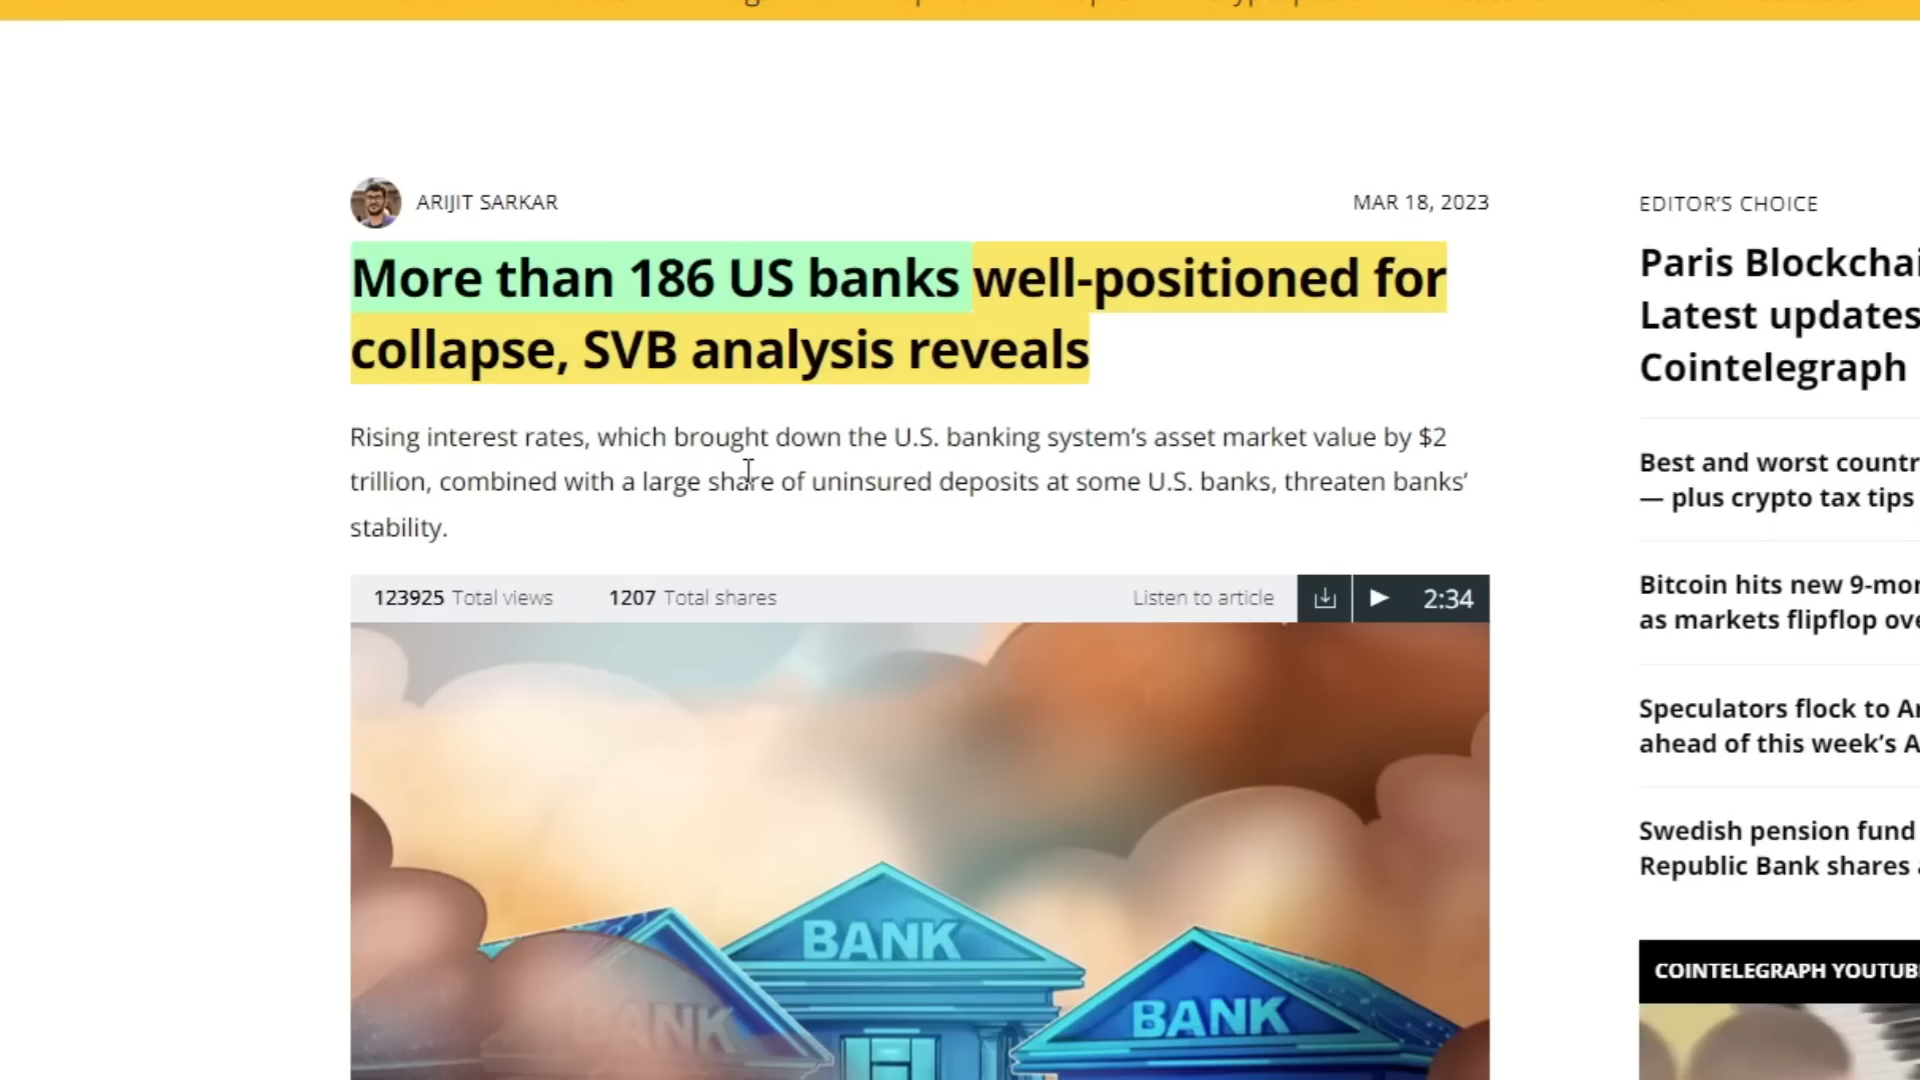 ARIJIT SARKAR
MAR 18, 2023
More than 186 US banks well-positioned for
collapse, SVB analysis reveals
Rising interest rates, which brought down the U.S. banking system’s asset market value by $2
trillion, combined with a large share of uninsured deposits at some U.S. banks, threaten banks’
stability.
123925 Total views
1207 Total shares
Listen to article
2:34
BANK
BANK
BANK
EDITOR’S CHOICE
Paris Blockchai
Latest updates
Cointelegraph
Best and worst countr
— plus crypto tax tips
Bitcoin hits new 9-mon
as markets flipflop ove
Speculators flock to Ar
ahead of this week’s A
Swedish pension fund
Republic Bank shares
COINTELEGRAPH YOUTUB